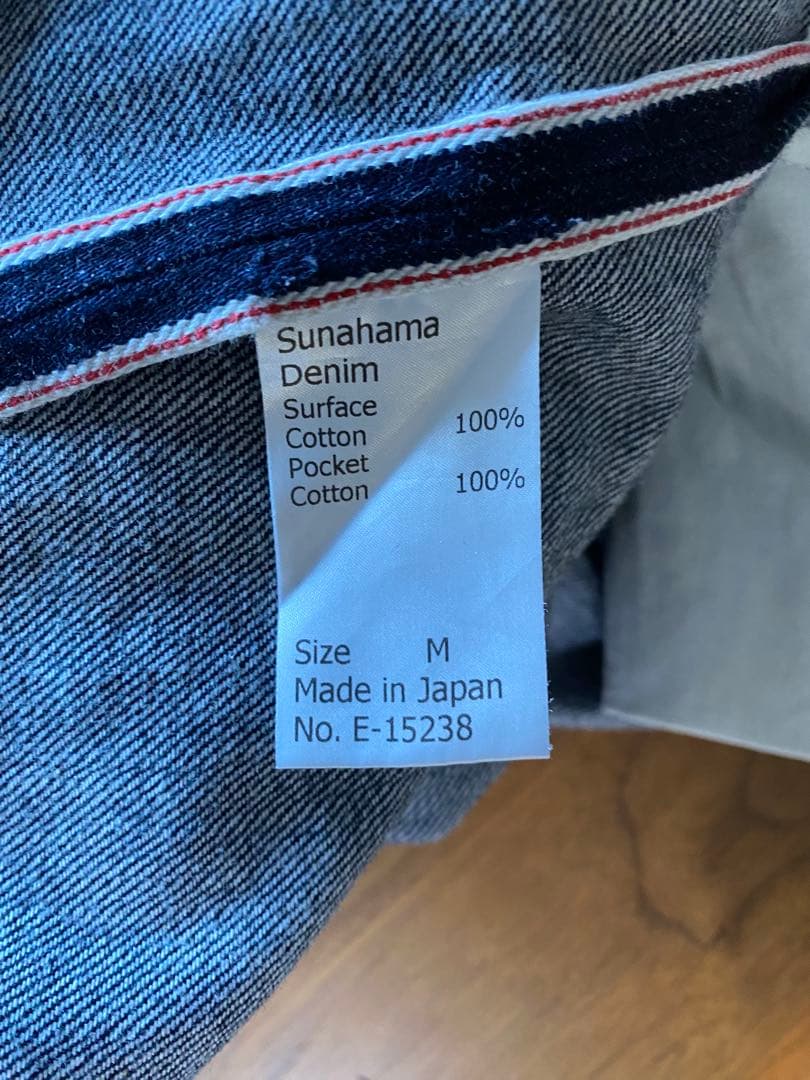 Sunahama
Denim
Surface
Cotton 100%
Pocket
Cotton 100%
Size M
Made in Japan
No. E-15238